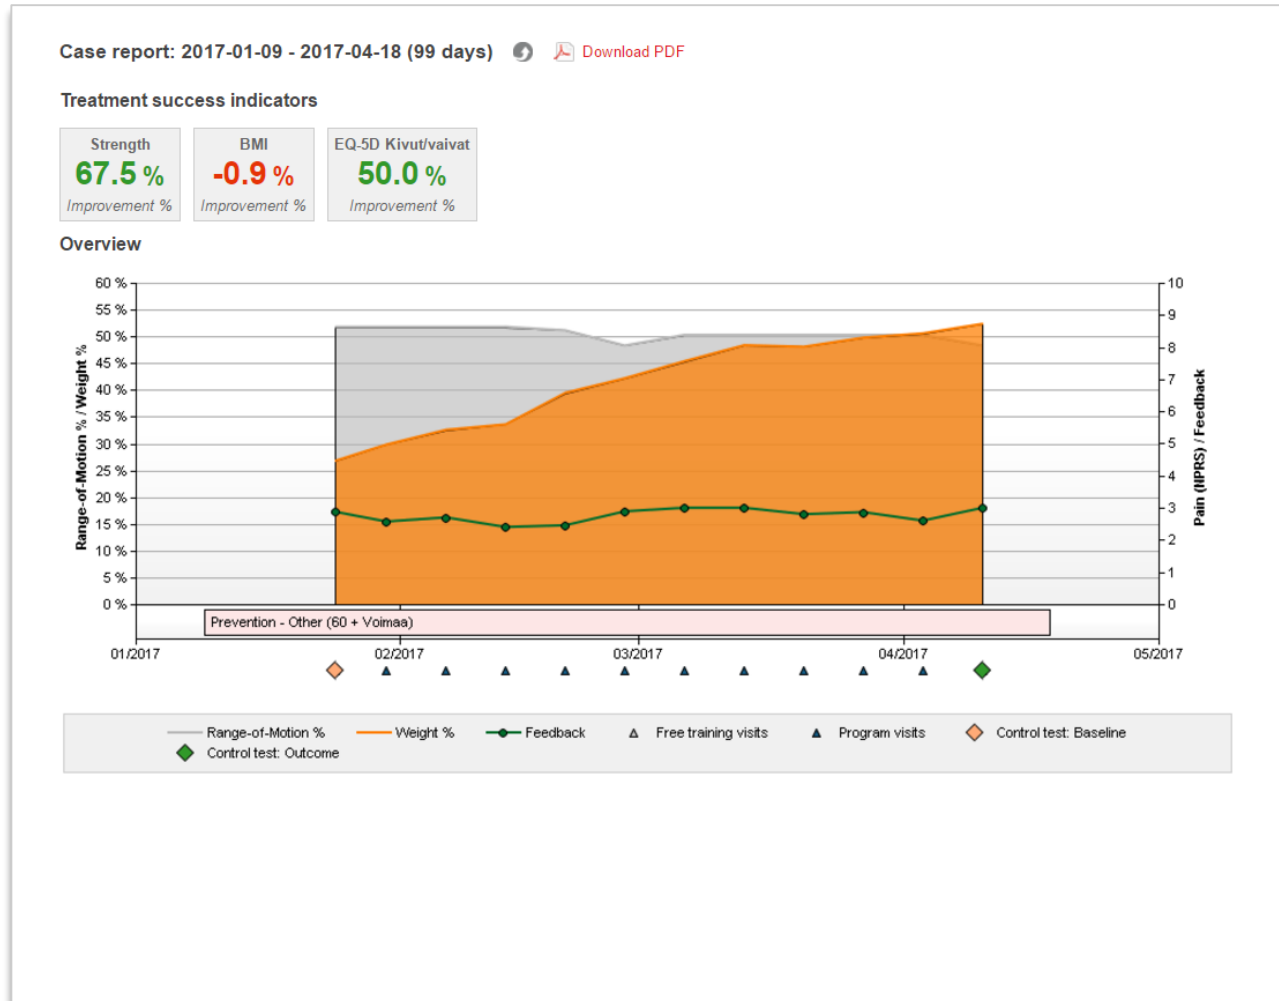 Case report: 2017-01-09 - 2017-04-18 (99 days) Download PDF
Treatment success indicators
Strength BMI EQ-5D Kivut/vaivat
67.5 % -0.9 % 50.0 %
Improvement % Improvement % Improvement %
Overview
60 % 10
55 % 9
50 % 8
45 % 7
40 % 6
35 % 5
30 % 4
25 % 3
20 % 2
15 % 1
10 % 0
5 %
0 %
Range-of-Motion % / Weight %
Pain (NPRS) / Feedback
Prevention - Other (60 + Voimaa)
01/2017 02/2017 03/2017 04/2017 05/2017
Range-of-Motion % Weight % Feedback Free training visits Program visits Control test: Baseline
Control test: Outcome